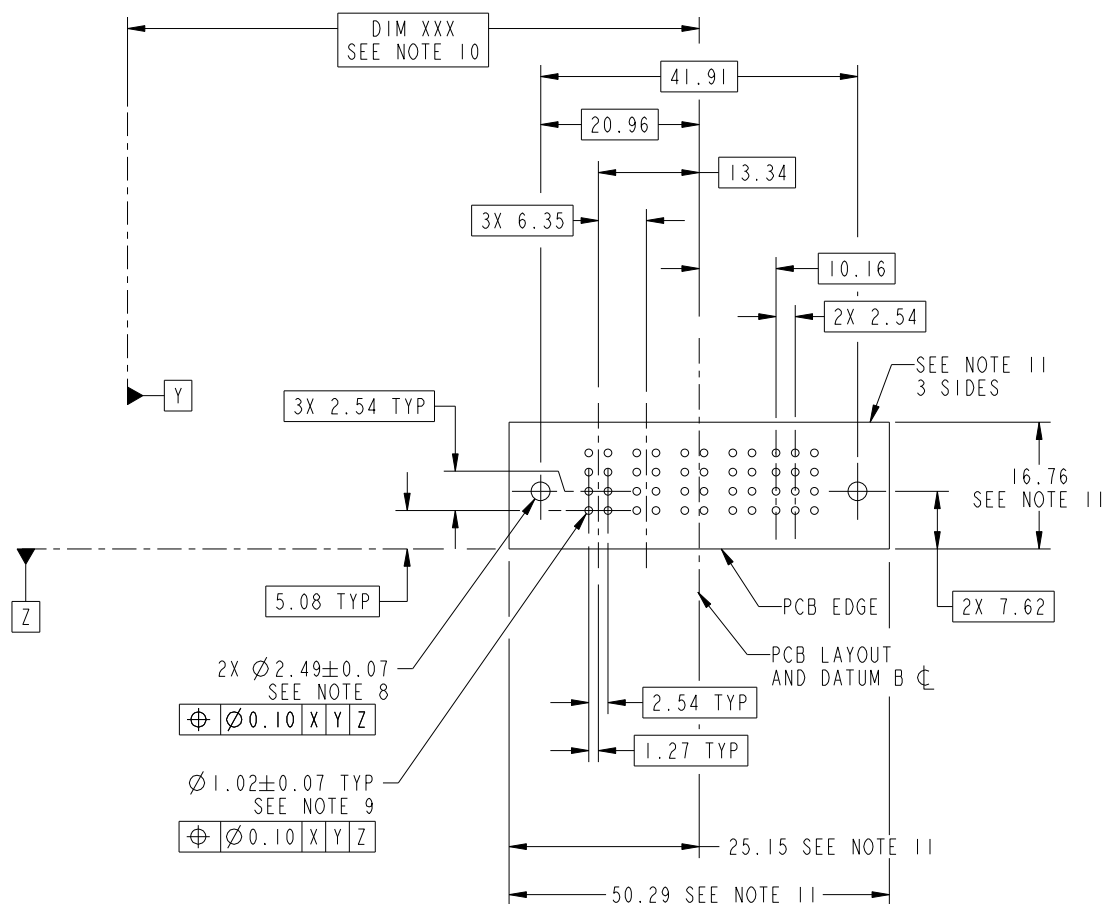 DIM XXX
SEE NOTE 10
41.91
20.96
13.34
3X 6.35
10.16
2X 2.54
SEE NOTE 11
3 SIDES
Y
3X 2.54 TYP
16.76
SEE NOTE 11
Z
5.08 TYP
PCB EDGE
2X 7.62
2X Ø2.49±0.07
SEE NOTE 8
⌖ Ø0.10 X Y Z
PCB LAYOUT
AND DATUM B ℄
2.54 TYP
1.27 TYP
Ø1.02±0.07 TYP
SEE NOTE 9
⌖ Ø0.10 X Y Z
25.15 SEE NOTE 11
50.29 SEE NOTE 11